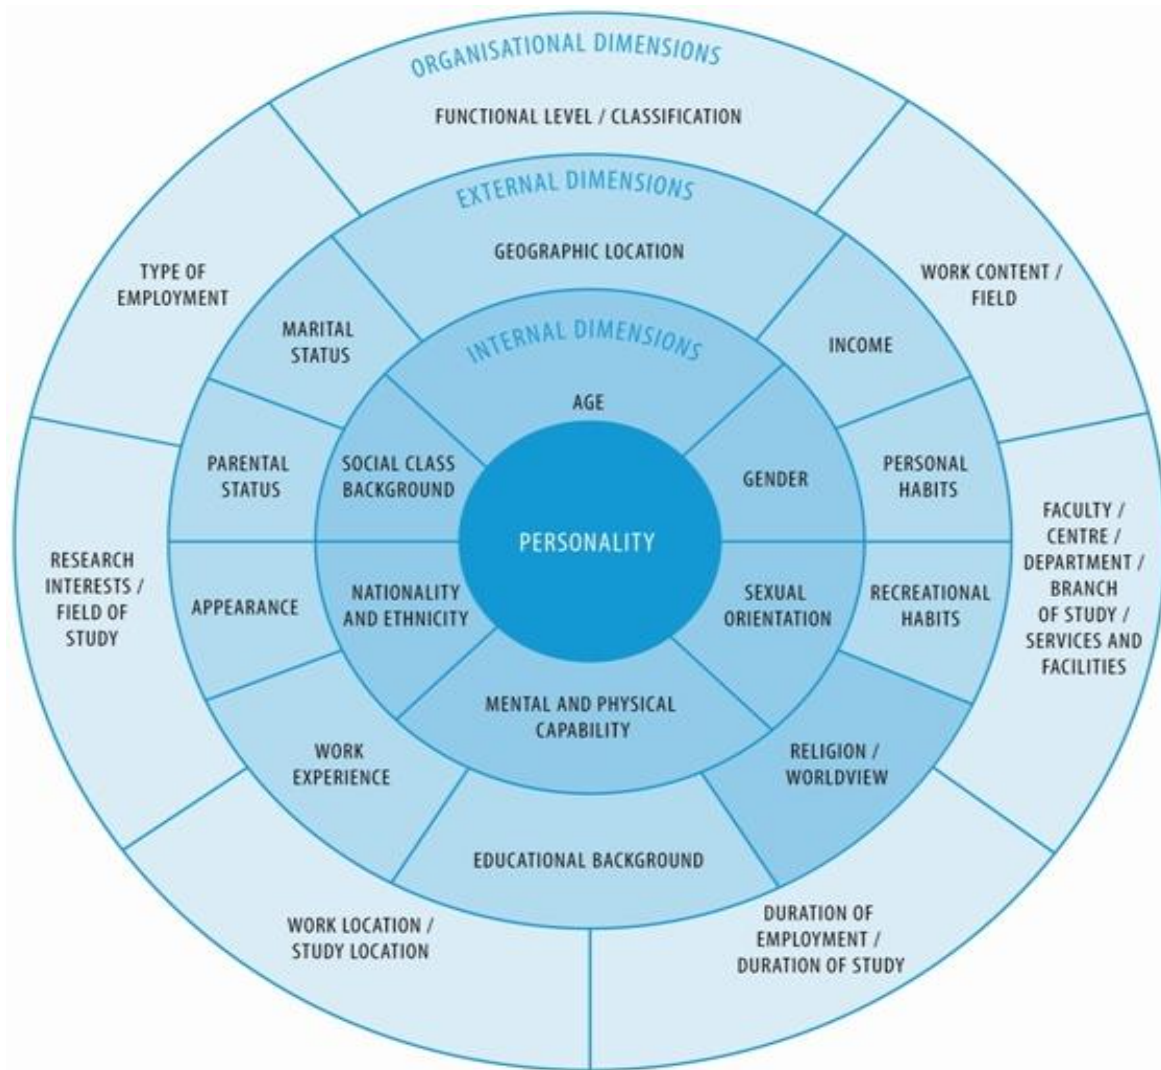 ORGANISATIONAL DIMENSIONS
FUNCTIONAL LEVEL / CLASSIFICATION
EXTERNAL DIMENSIONS
GEOGRAPHIC LOCATION
TYPE OF
EMPLOYMENT
WORK CONTENT /
FIELD
MARITAL
STATUS
INCOME
INTERNAL DIMENSIONS
AGE
PARENTAL
STATUS
SOCIAL CLASS
BACKGROUND
GENDER
PERSONAL
HABITS
PERSONALITY
RESEARCH
INTERESTS /
FIELD OF
STUDY
APPEARANCE
NATIONALITY
AND ETHNICITY
SEXUAL
ORIENTATION
RECREATIONAL
HABITS
FACULTY /
CENTRE /
DEPARTMENT /
BRANCH
OF STUDY /
SERVICES AND
FACILITIES
MENTAL AND PHYSICAL
CAPABILITY
WORK
EXPERIENCE
RELIGION /
WORLDVIEW
EDUCATIONAL BACKGROUND
WORK LOCATION /
STUDY LOCATION
DURATION OF
EMPLOYMENT /
DURATION OF STUDY